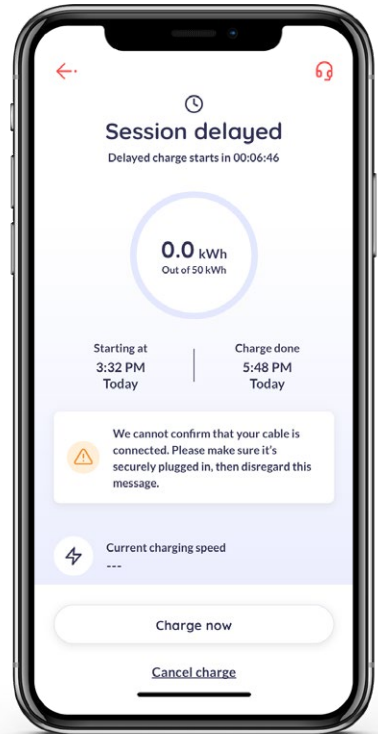 Session delayed
Delayed charge starts in 00:06:46
0.0 kWh
Out of 50 kWh
Starting at
3:32 PM
Today
Charge done
5:48 PM
Today
We cannot confirm that your cable is
connected. Please make sure it's
securely plugged in, then disregard this
message.
Current charging speed
---
Charge now
Cancel charge